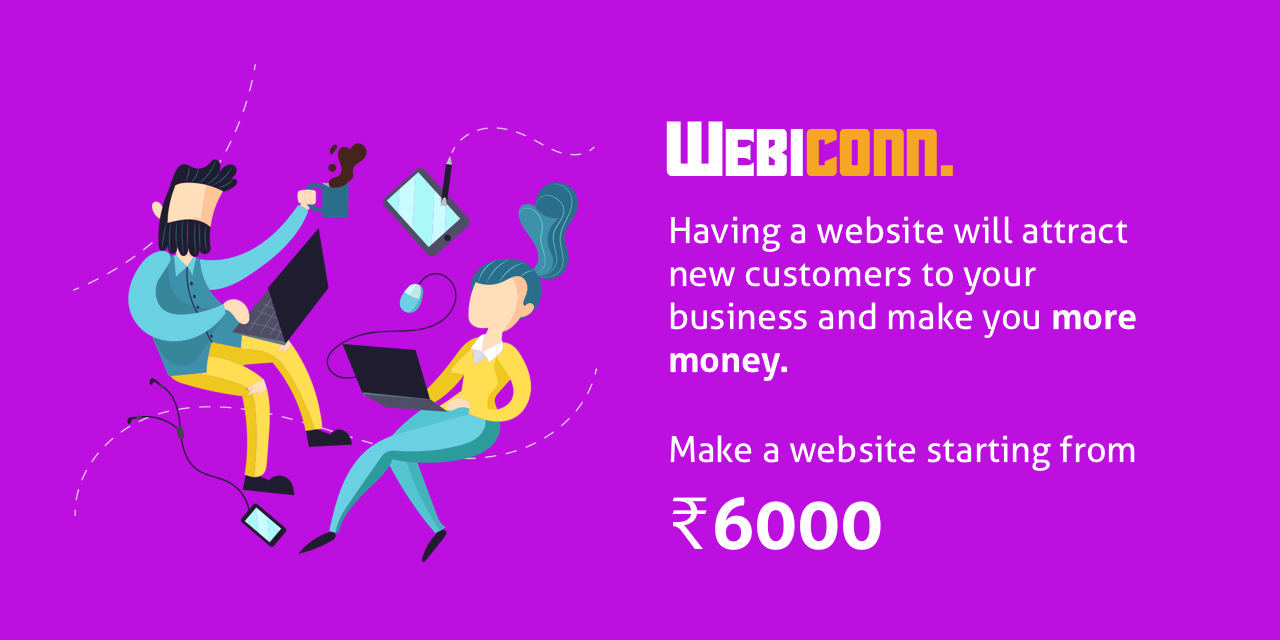 WEBICONN.
Having a website will attract
new customers to your
business and make you more
money.
Make a website starting from
₹6000